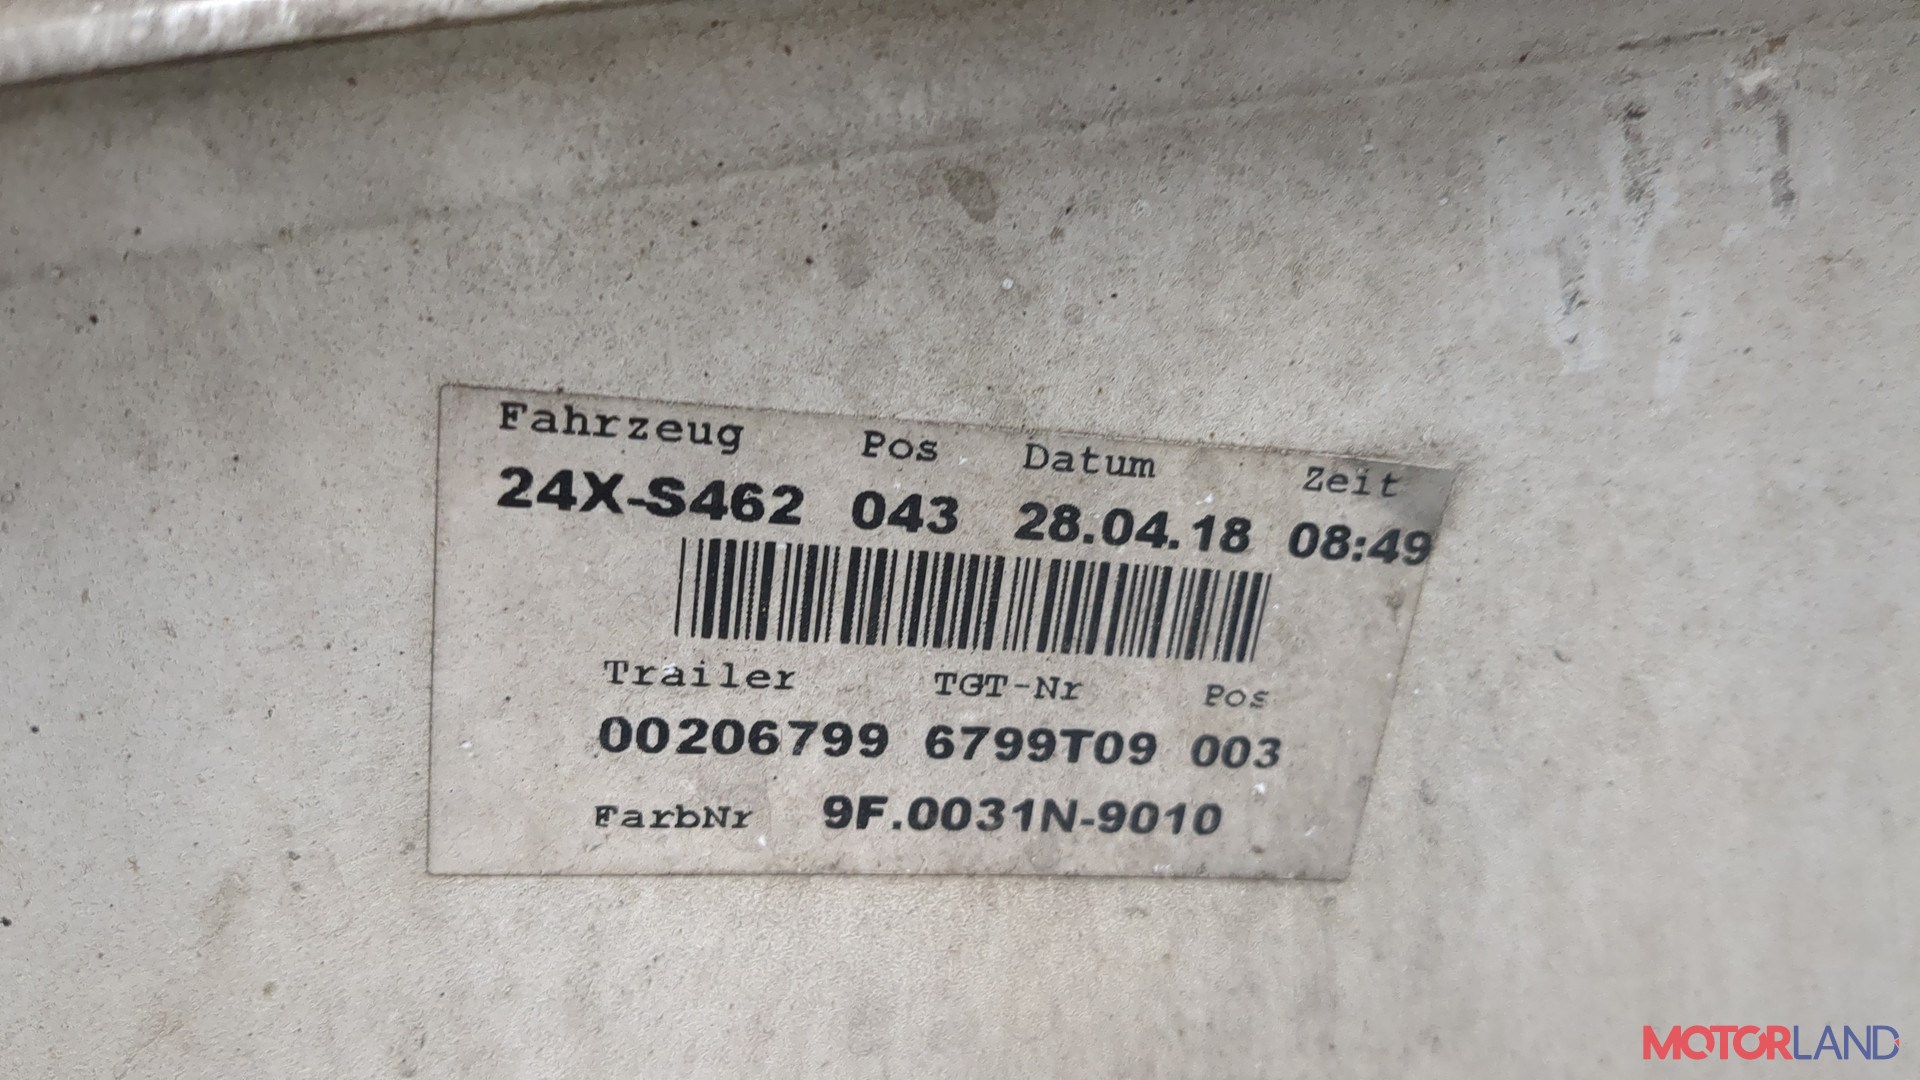 Fahrzeug Pos Datum Zeit
24X-S462 043 28.04.18 08:49
Trailer TGT-Nr Pos
00206799 6799T09 003
FarbNr 9F.0031N-9010
MOTORLAND